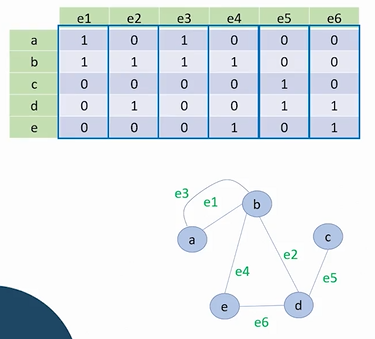 e1 e2 e3 e4 e5 e6
a 1 0 1 0 0 0
b 1 1 1 1 0 0
c 0 0 0 0 1 0
d 0 1 0 0 1 1
e 0 0 0 1 0 1
e3 e1 b
a c
e2
e4 e5
e d
e6